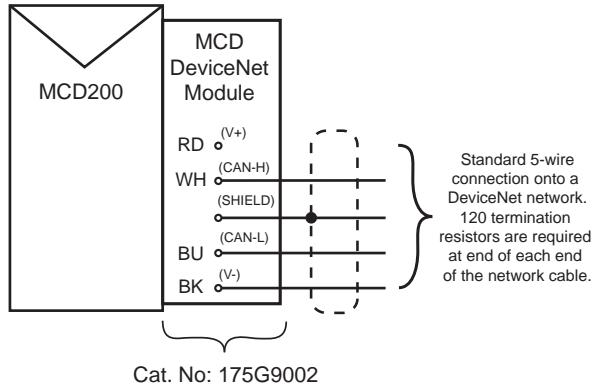 MCD200
MCD
DeviceNet
Module
RD (V+)
WH (CAN-H)
(SHIELD)
BU (CAN-L)
BK (V-)
Standard 5-wire
connection onto a
DeviceNet network.
120 termination
resistors are required
at end of each end
of the network cable.
Cat. No: 175G9002